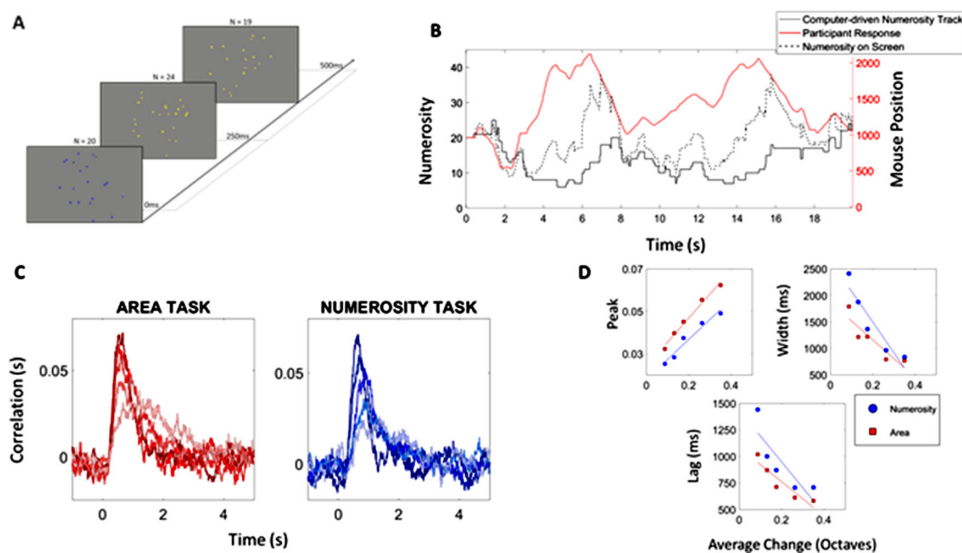 A
N = 19
N = 24
N = 20
500ms
250ms
0ms
B
Computer-driven Numerosity Track
Participant Response
Numerosity on Screen
Numerosity
40
30
20
10
0
2000
1500
1000
500
0
Mouse Position
0 2 4 6 8 10 12 14 16 18
Time (s)
C
AREA TASK
NUMEROSITY TASK
Correlation (s)
0.05
0
0.05
0
0 2 4
0 2 4
Time (s)
D
Peak
0.07
0.05
0.03
0 0.2 0.4
Width (ms)
2500
2000
1500
1000
500
0 0.2 0.4
Numerosity
Area
Lag (ms)
1500
1250
1000
750
500
0 0.2 0.4
Average Change (Octaves)